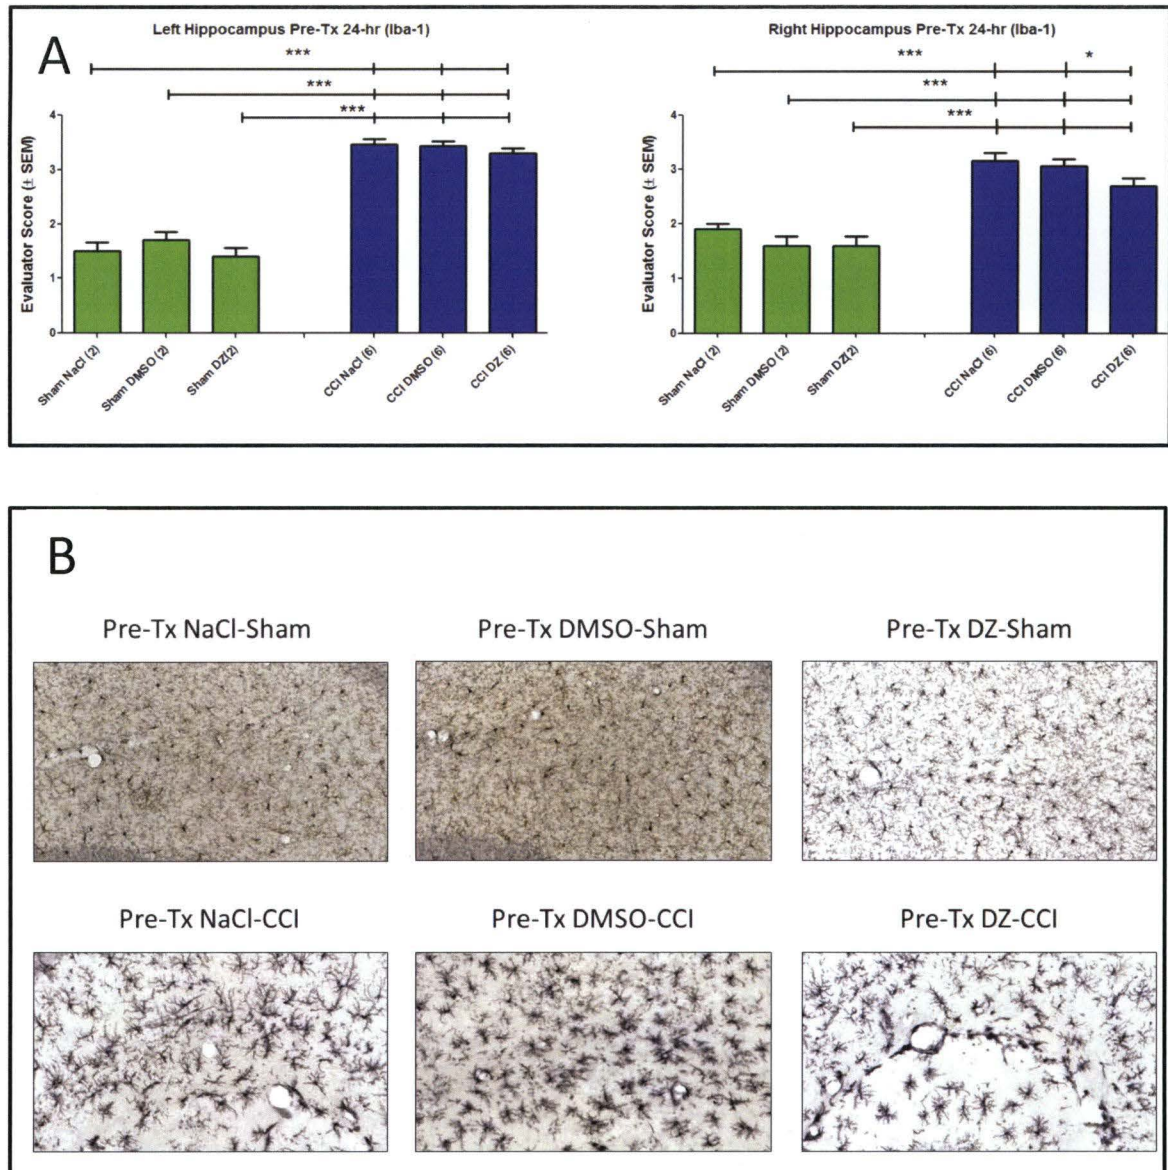 A
Left Hippocampus Pre-Tx 24-hr (Iba-1)
***
***
***
Evaluator Score (± SEM)
4
3
2
1
0
Sham NaCl (2)
Sham DMSO (2)
Sham DZ(2)
CCI NaCl (6)
CCI DMSO (6)
CCI DZ (6)
Right Hippocampus Pre-Tx 24-hr (Iba-1)
*** *
***
***
Evaluator Score (± SEM)
4
3
2
1
0
Sham NaCl (2)
Sham DMSO (2)
Sham DZ(2)
CCI NaCl (6)
CCI DMSO (6)
CCI DZ (6)
B
Pre-Tx NaCl-Sham
Pre-Tx DMSO-Sham
Pre-Tx DZ-Sham
Pre-Tx NaCl-CCI
Pre-Tx DMSO-CCI
Pre-Tx DZ-CCI